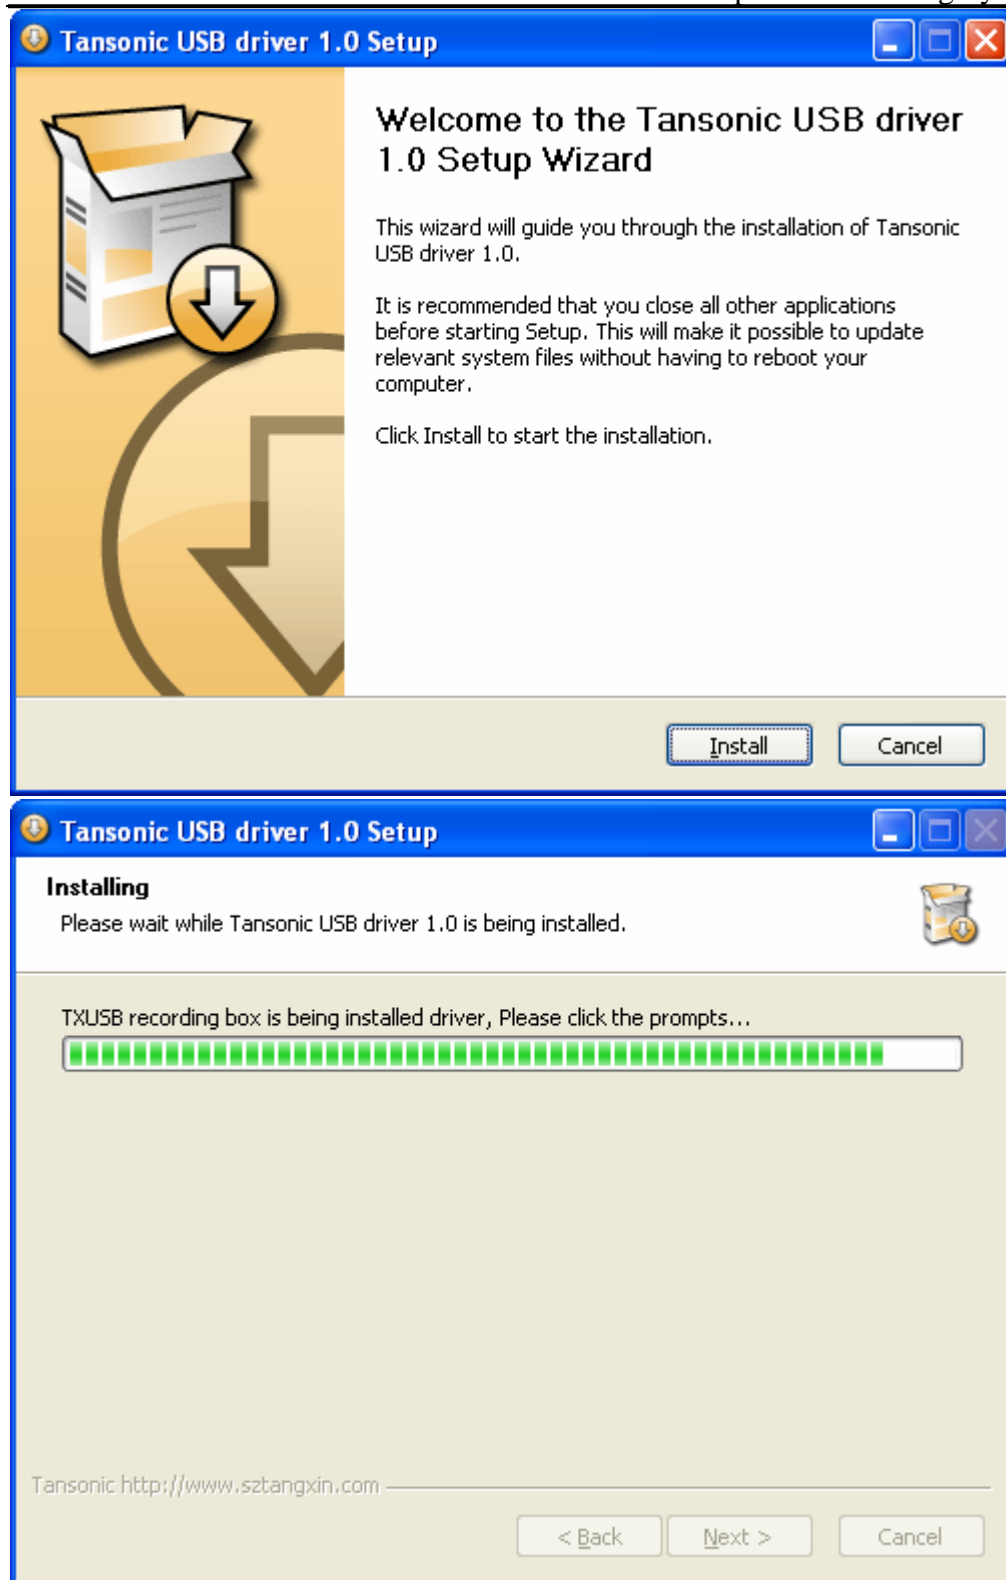 Tansonic USB driver 1.0 Setup
Welcome to the Tansonic USB driver
1.0 Setup Wizard
This wizard will guide you through the installation of Tansonic
USB driver 1.0.
It is recommended that you close all other applications
before starting Setup. This will make it possible to update
relevant system files without having to reboot your
computer.
Click Install to start the installation.
Install Cancel
Tansonic USB driver 1.0 Setup
Installing
Please wait while Tansonic USB driver 1.0 is being installed.
TXUSB recording box is being installed driver, Please click the prompts...
Tansonic http://www.sztangxin.com
< Back Next > Cancel